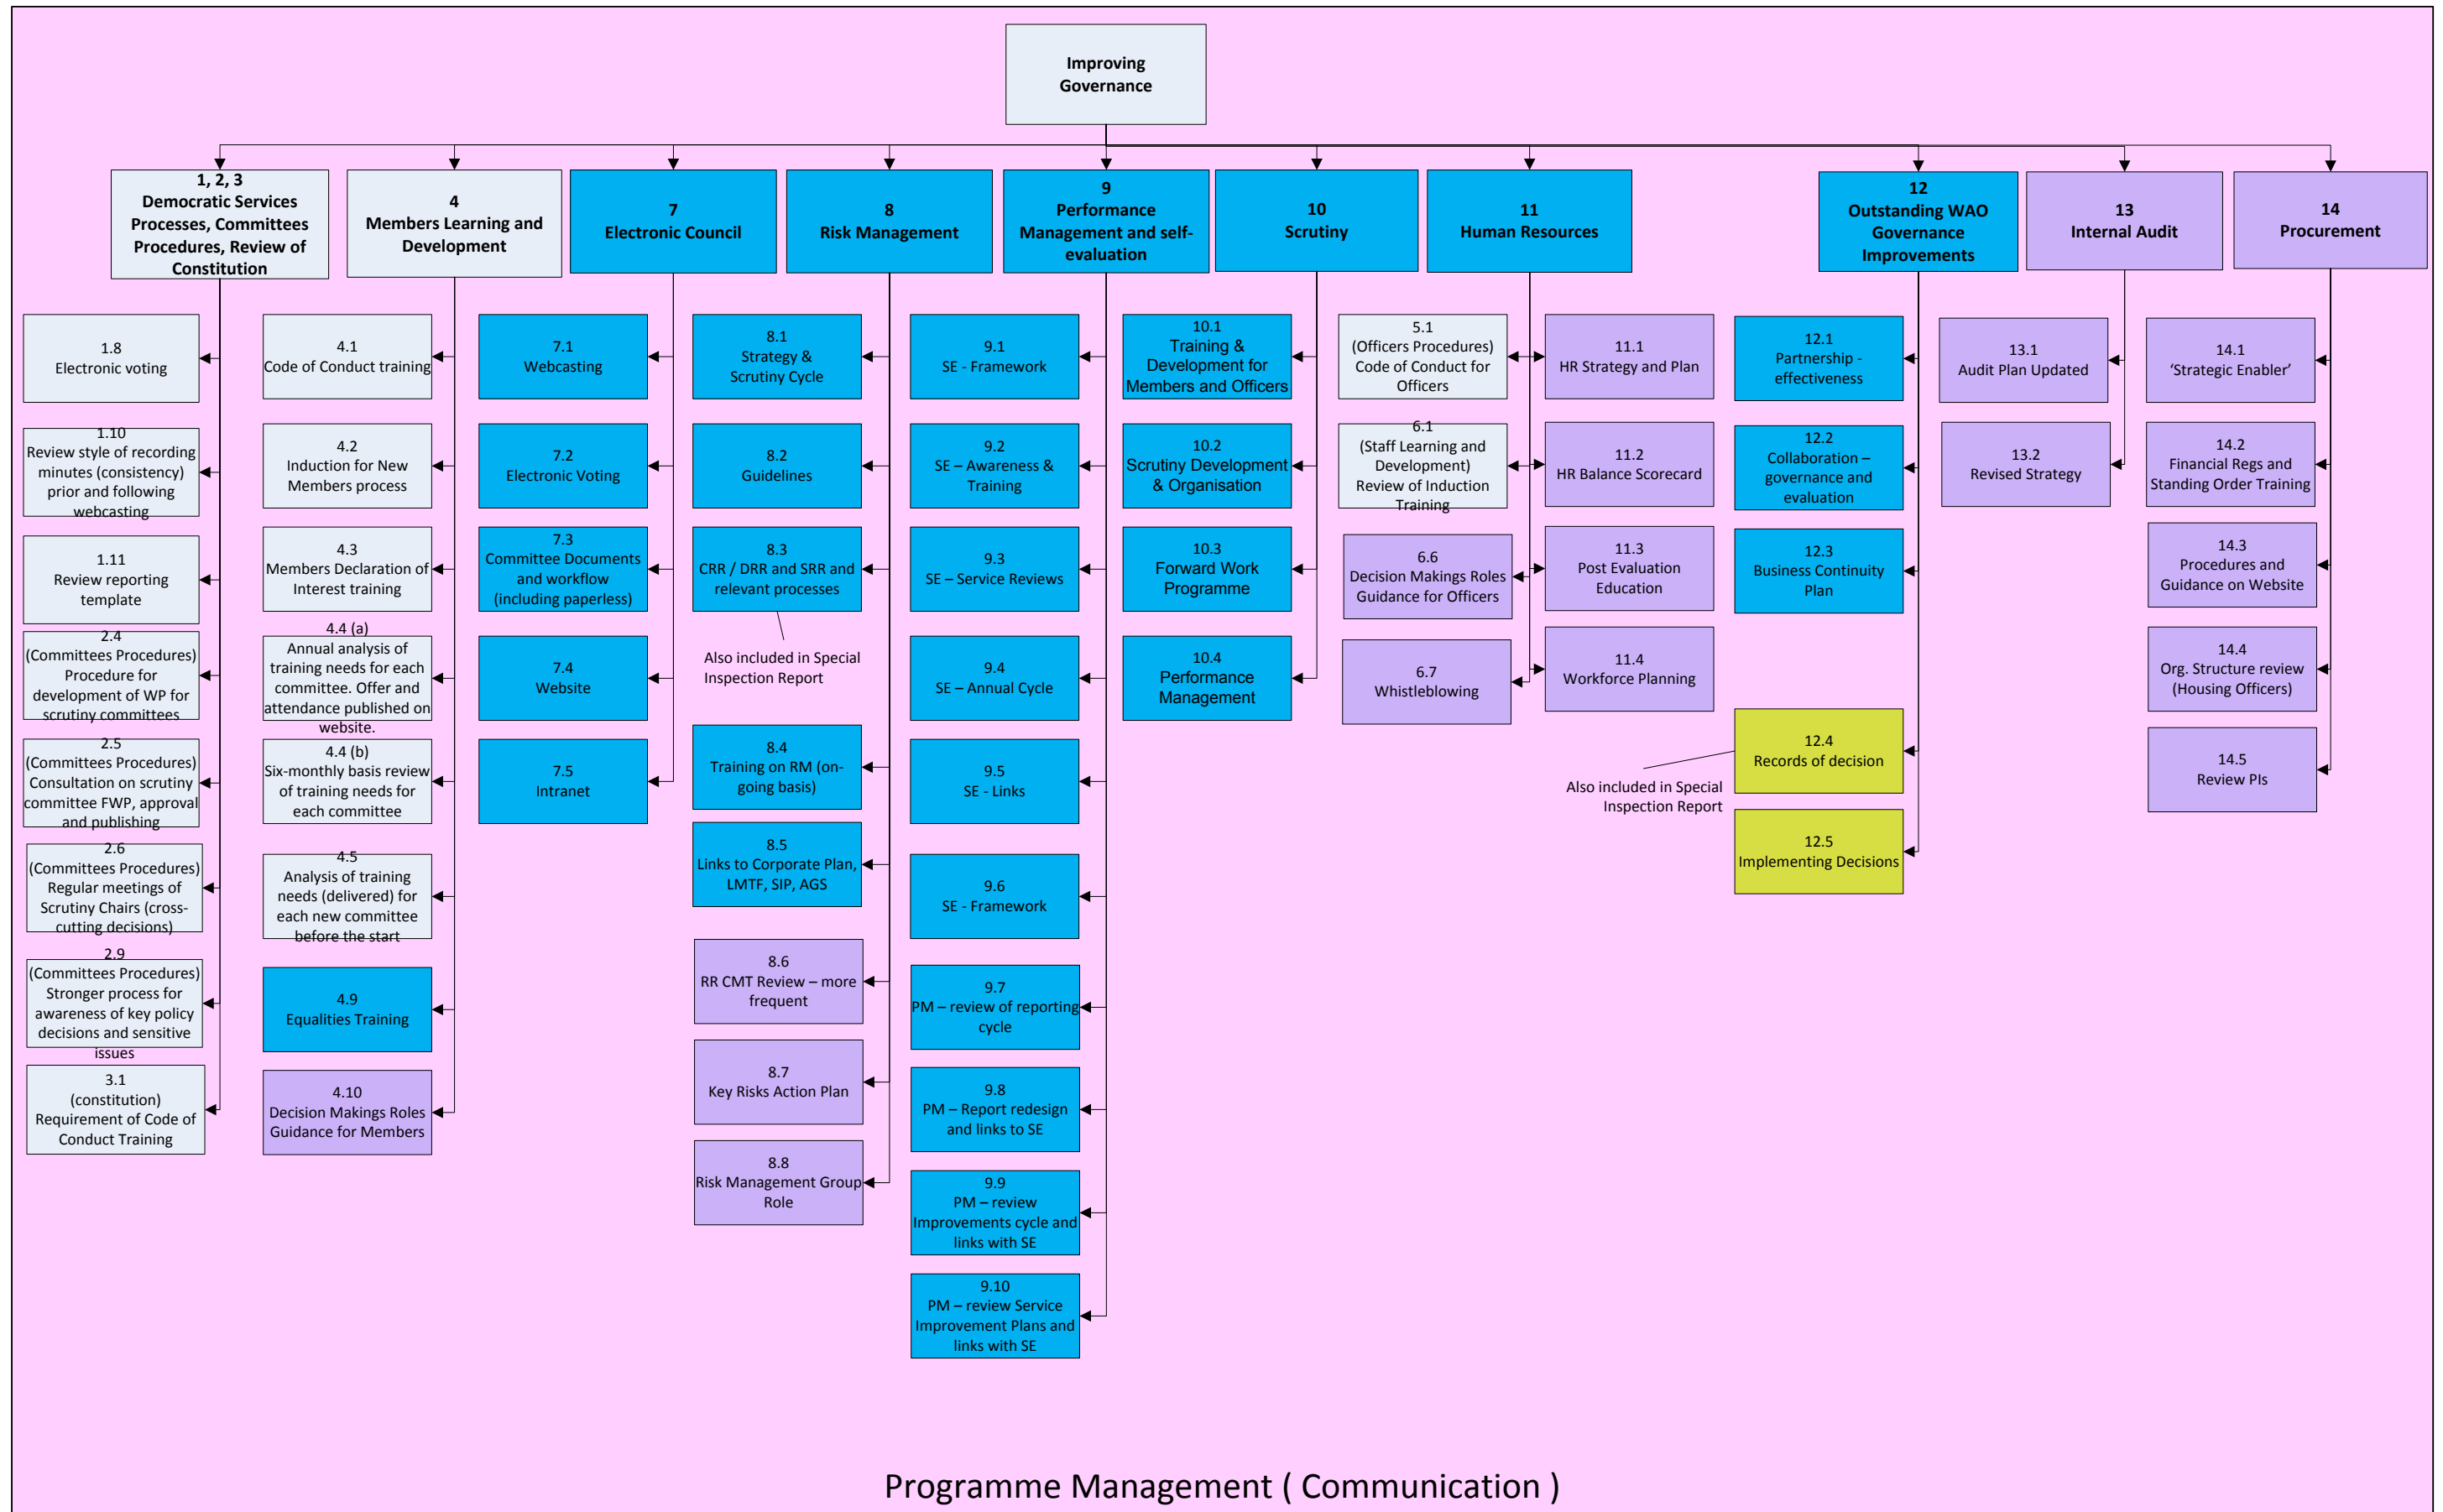 Improving
Governance
1, 2, 3
Democratic Services
Processes, Committees
Procedures, Review of
Constitution
4
Members Learning and
Development
7
Electronic Council
8
Risk Management
9
Performance
Management and self-
evaluation
10
Scrutiny
11
Human Resources
12
Outstanding WAO
Governance
Improvements
13
Internal Audit
14
Procurement
1.8
Electronic voting
1.10
Review style of recording
minutes (consistency)
prior and following
webcasting
1.11
Review reporting
template
2.4
(Committees Procedures)
Procedure for
development of WP for
scrutiny committees
2.5
(Committees Procedures)
Consultation on scrutiny
committee FWP, approval
and publishing
2.6
(Committees Procedures)
Regular meetings of
Scrutiny Chairs (cross-
cutting decisions)
2.9
(Committees Procedures)
Stronger process for
awareness of key policy
decisions and sensitive
issues
3.1
(constitution)
Requirement of Code of
Conduct Training
4.1
Code of Conduct training
4.2
Induction for New
Members process
4.3
Members Declaration of
Interest training
4.4 (a)
Annual analysis of
training needs for each
committee. Offer and
attendance published on
website.
4.4 (b)
Six-monthly basis review
of training needs for
each committee
4.5
Analysis of training
needs (delivered) for
each new committee
before the start
4.9
Equalities Training
4.10
Decision Makings Roles
Guidance for Members
7.1
Webcasting
7.2
Electronic Voting
7.3
Committee Documents
and workflow
(including paperless)
7.4
Website
7.5
Intranet
8.1
Strategy &
Scrutiny Cycle
8.2
Guidelines
8.3
CRR / DRR and SRR and
relevant processes
Also included in Special
Inspection Report
8.4
Training on RM (on-
going basis)
8.5
Links to Corporate Plan,
LMTF, SIP, AGS
8.6
RR CMT Review – more
frequent
8.7
Key Risks Action Plan
8.8
Risk Management Group
Role
9.1
SE - Framework
9.2
SE – Awareness &
Training
9.3
SE – Service Reviews
9.4
SE – Annual Cycle
9.5
SE - Links
9.6
SE - Framework
9.7
PM – review of reporting
cycle
9.8
PM – Report redesign
and links to SE
9.9
PM – review
Improvements cycle and
links with SE
9.10
PM – review Service
Improvement Plans and
links with SE
10.1
Training &
Development for
Members and Officers
10.2
Scrutiny Development
& Organisation
10.3
Forward Work
Programme
10.4
Performance
Management
5.1
(Officers Procedures)
Code of Conduct for
Officers
6.1
(Staff Learning and
Development)
Review of Induction
Training
6.6
Decision Makings Roles
Guidance for Officers
6.7
Whistleblowing
11.1
HR Strategy and Plan
11.2
HR Balance Scorecard
11.3
Post Evaluation
Education
11.4
Workforce Planning
12.1
Partnership -
effectiveness
12.2
Collaboration –
governance and
evaluation
12.3
Business Continuity
Plan
12.4
Records of decision
Also included in Special
Inspection Report
12.5
Implementing Decisions
13.1
Audit Plan Updated
13.2
Revised Strategy
14.1
‘Strategic Enabler’
14.2
Financial Regs and
Standing Order Training
14.3
Procedures and
Guidance on Website
14.4
Org. Structure review
(Housing Officers)
14.5
Review PIs
Programme Management ( Communication )